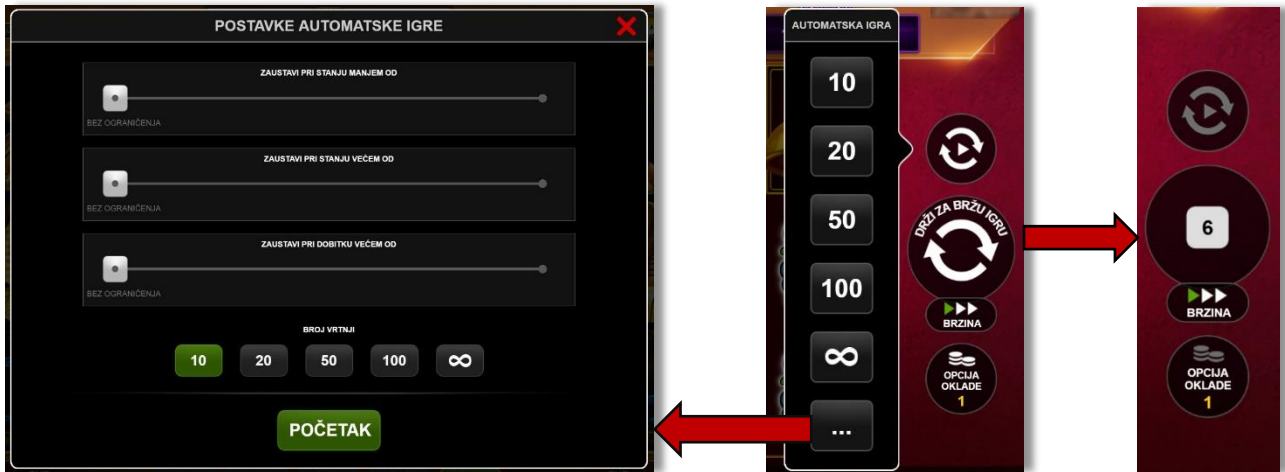 POSTAVKE AUTOMATSKE IGRE
ZAUSTAVI PRI STANJU MANJEM OD
BEZ OGRANIČENJA
ZAUSTAVI PRI STANJU VEĆEM OD
BEZ OGRANIČENJA
ZAUSTAVI PRI DOBITKU VEĆEM OD
BEZ OGRANIČENJA
BROJ VRTNJI
10 20 50 100 ∞
POČETAK
AUTOMATSKA IGRA
10
20
50
100
∞
...
DRŽI ZA BRŽU IGRU
BRZINA
OPCIJA
OKLADE
1
6
BRZINA
OPCIJA
OKLADE
1